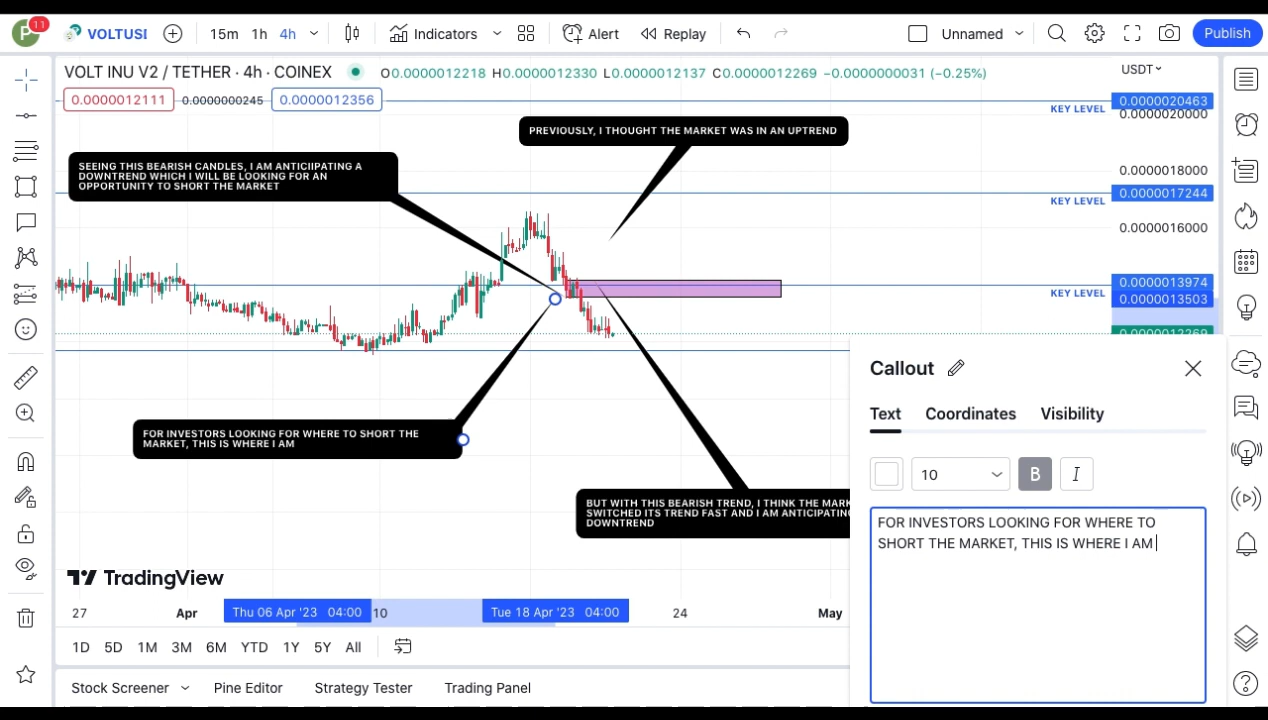 P 11 VOLTUSI 15m 1h 4h Indicators Alert Replay Unnamed Publish
VOLT INU V2 / TETHER · 4h · COINEX O0.0000012218 H0.0000012330 L0.0000012137 C0.0000012269 −0.0000000031 (−0.25%) USDT
0.0000012111 0.0000000245 0.0000012356
0.0000020463
KEY LEVEL
0.0000020000
PREVIOUSLY, I THOUGHT THE MARKET WAS IN AN UPTREND
SEEING THIS BEARISH CANDLES, I AM ANTICIIPATING A
DOWNTREND WHICH I WILL BE LOOKING FOR AN
OPPORTUNITY TO SHORT THE MARKET
0.0000018000
0.0000017244
KEY LEVEL
0.0000016000
0.0000013974
KEY LEVEL
0.0000013503
0.0000012269
FOR INVESTORS LOOKING FOR WHERE TO SHORT THE
MARKET, THIS IS WHERE I AM
BUT WITH THIS BEARISH TREND, I THINK THE MARK
SWITCHED ITS TREND FAST AND I AM ANTICIPATING
DOWNTREND
TradingView
27 Apr Thu 06 Apr '23 04:00 10 Tue 18 Apr '23 04:00 24 May
1D 5D 1M 3M 6M YTD 1Y 5Y All
Stock Screener Pine Editor Strategy Tester Trading Panel
Callout
Text Coordinates Visibility
10 B I
FOR INVESTORS LOOKING FOR WHERE TO
SHORT THE MARKET, THIS IS WHERE I AM